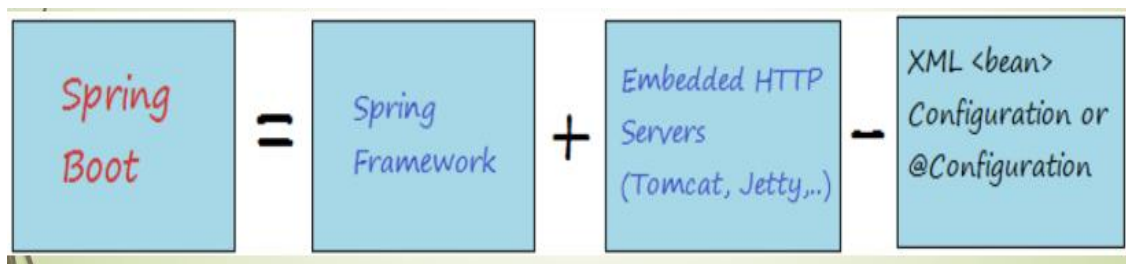 Spring
Boot
=
Spring
Framework
+
Embedded HTTP
Servers
(Tomcat, Jetty,..)
-
XML <bean>
Configuration or
@Configuration